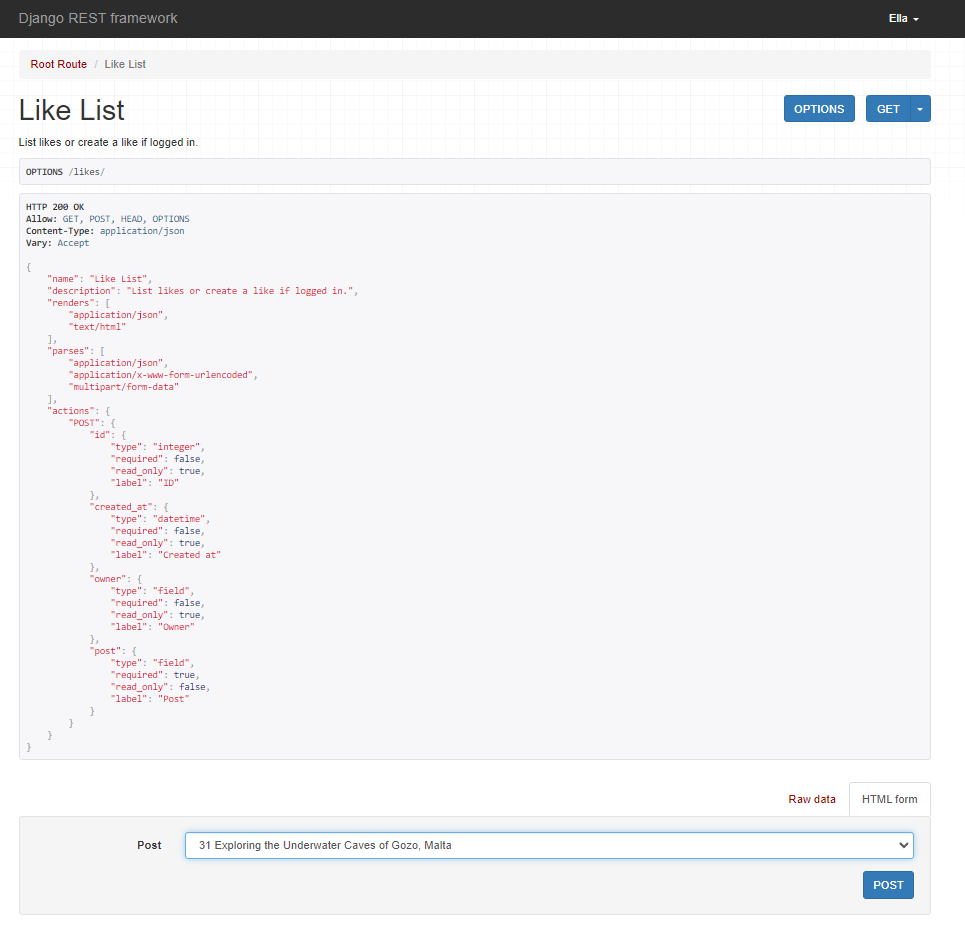 Django REST framework
Ella
Root Route / Like List
Like List
OPTIONS
GET
List likes or create a like if logged in.
OPTIONS /likes/
HTTP 200 OK
Allow: GET, POST, HEAD, OPTIONS
Content-Type: application/json
Vary: Accept
{
    "name": "Like List",
    "description": "List likes or create a like if logged in.",
    "renders": [
        "application/json",
        "text/html"
    ],
    "parses": [
        "application/json",
        "application/x-www-form-urlencoded",
        "multipart/form-data"
    ],
    "actions": {
        "POST": {
            "id": {
                "type": "integer",
                "required": false,
                "read_only": true,
                "label": "ID"
            },
            "created_at": {
                "type": "datetime",
                "required": false,
                "read_only": true,
                "label": "Created at"
            },
            "owner": {
                "type": "field",
                "required": false,
                "read_only": true,
                "label": "Owner"
            },
            "post": {
                "type": "field",
                "required": true,
                "read_only": false,
                "label": "Post"
            }
        }
    }
}
Raw data
HTML form
Post
31 Exploring the Underwater Caves of Gozo, Malta
POST